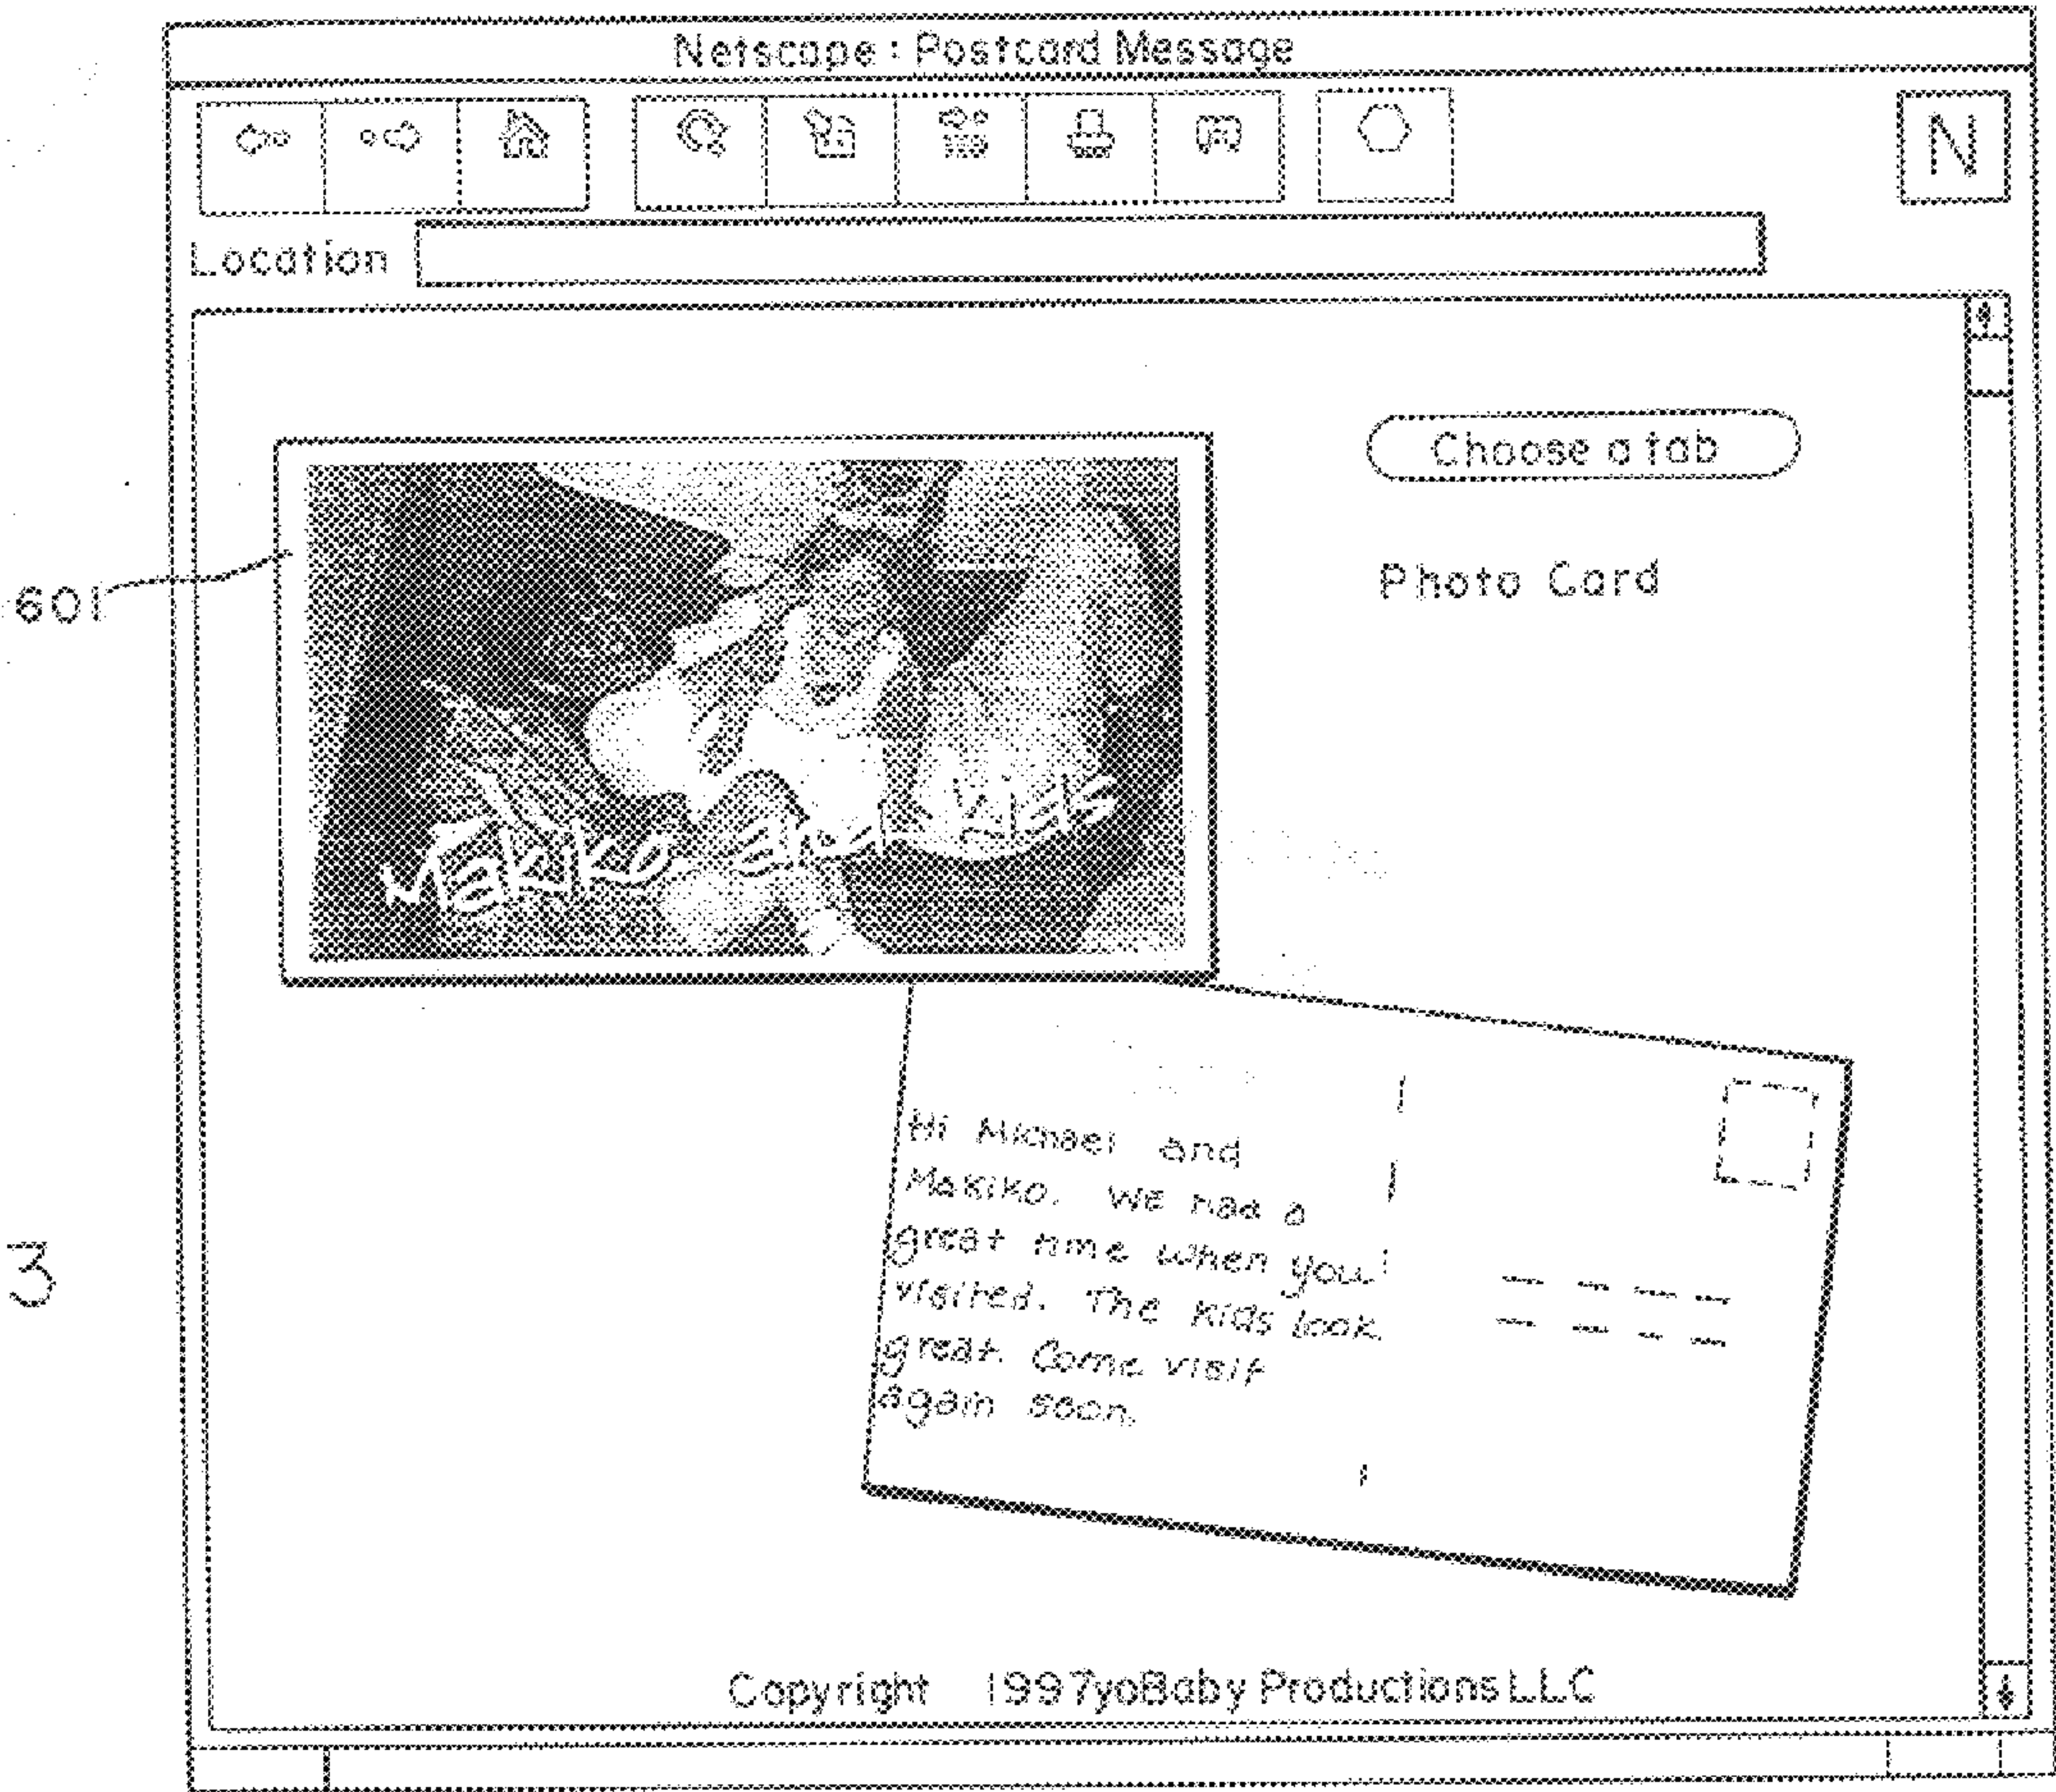 Netscape : Postcard Message
N
Location
Choose a tab
601
Photo Card
Makiko and kids
Hi Michael and
Makiko. We had a
great time when you
visited. The kids look
great. Come visit
again soon.
3
Copyright 1997yoBaby Productions LLC